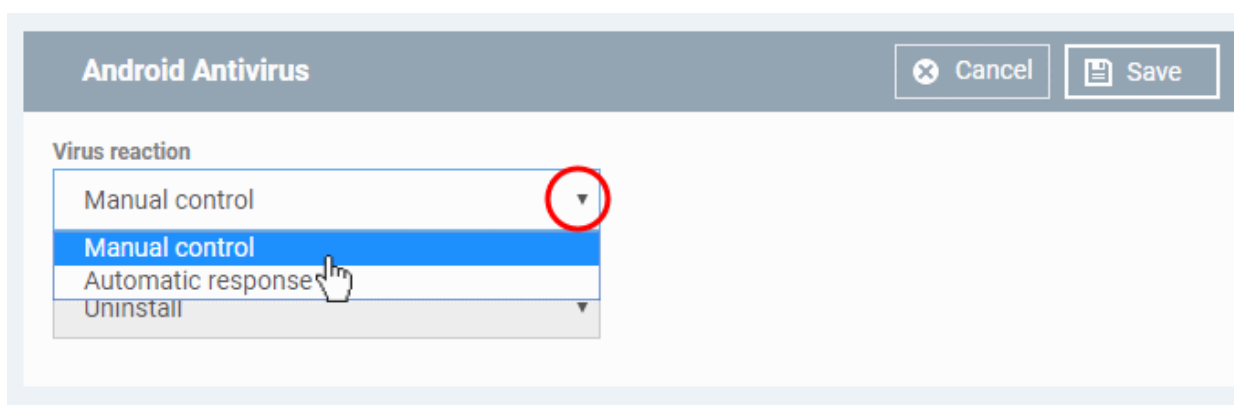 Android Antivirus
Cancel
Save
Virus reaction
Manual control
Manual control
Automatic response
Uninstall